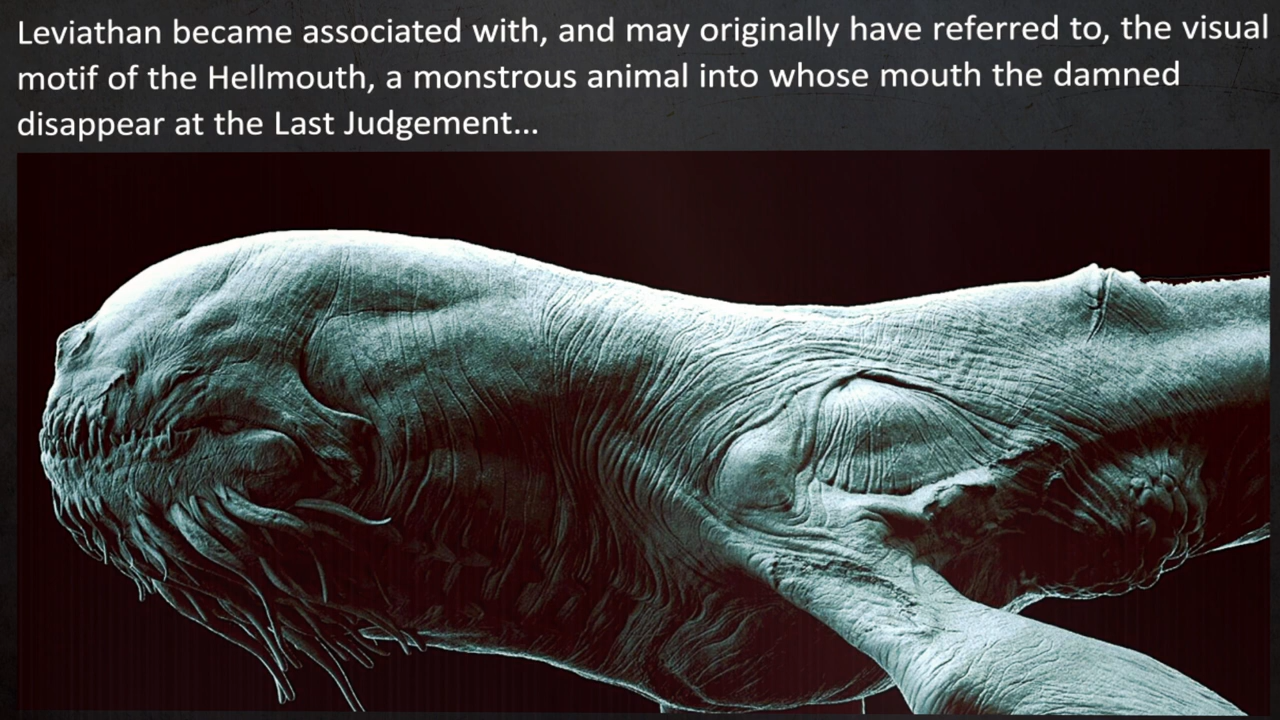 Leviathan became associated with, and may originally have referred to, the visual
motif of the Hellmouth, a monstrous animal into whose mouth the damned
disappear at the Last Judgement...